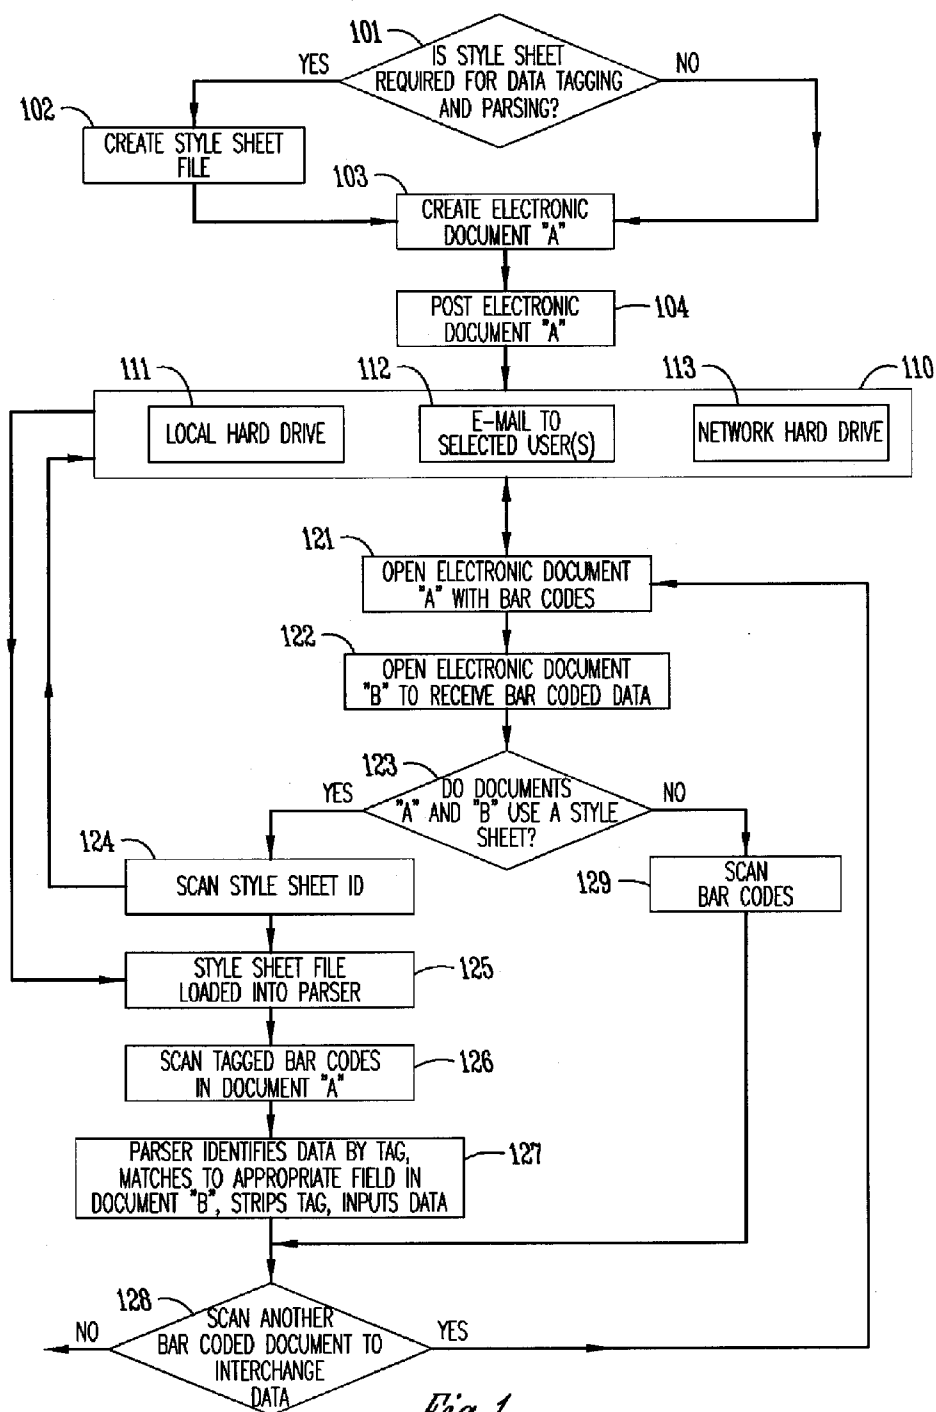 101
IS STYLE SHEET
REQUIRED FOR DATA TAGGING
AND PARSING?
YES
NO
102
CREATE STYLE SHEET
FILE
103
CREATE ELECTRONIC
DOCUMENT "A"
POST ELECTRONIC
DOCUMENT "A"
104
111
112
113
110
LOCAL HARD DRIVE
E-MAIL TO
SELECTED USER(S)
NETWORK HARD DRIVE
121
OPEN ELECTRONIC DOCUMENT
"A" WITH BAR CODES
122
OPEN ELECTRONIC DOCUMENT
"B" TO RECEIVE BAR CODED DATA
123
DO DOCUMENTS
"A" AND "B" USE A STYLE
SHEET?
YES
NO
124
SCAN STYLE SHEET ID
129
SCAN
BAR CODES
STYLE SHEET FILE
LOADED INTO PARSER
125
SCAN TAGGED BAR CODES
IN DOCUMENT "A"
126
PARSER IDENTIFIES DATA BY TAG,
MATCHES TO APPROPRIATE FIELD IN
DOCUMENT "B", STRIPS TAG, INPUTS DATA
127
128
SCAN ANOTHER
BAR CODED DOCUMENT TO
INTERCHANGE
DATA
NO
YES
Fig. 1